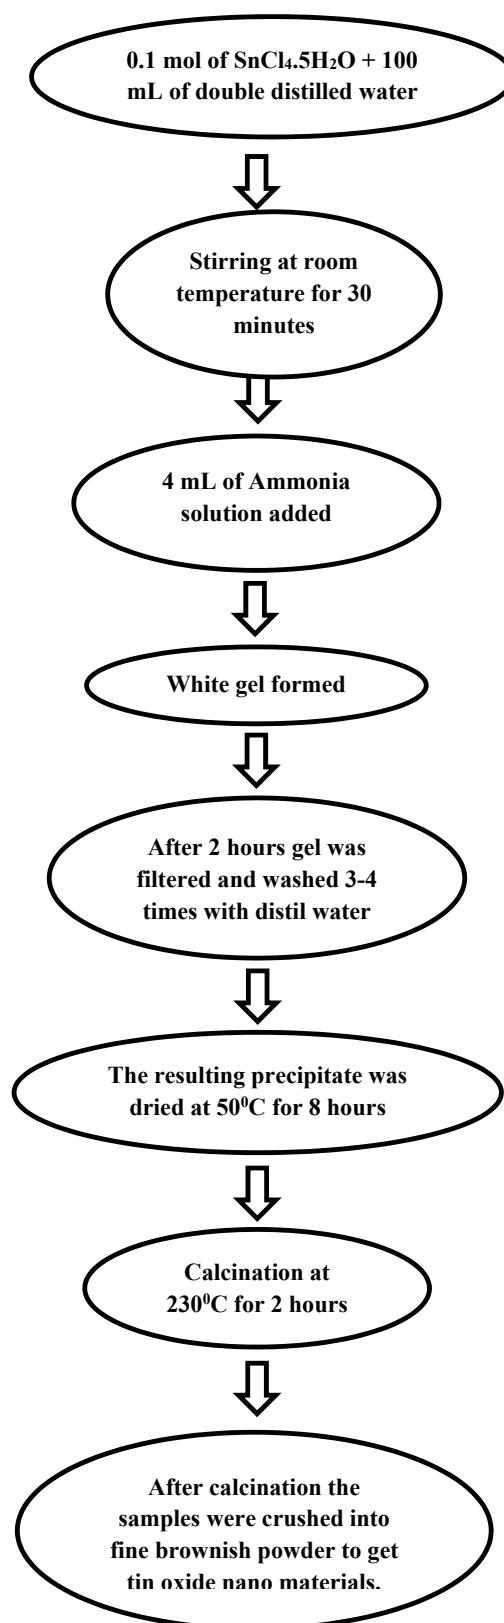 0.1 mol of SnCl₄.5H₂O + 100
mL of double distilled water
Stirring at room
temperature for 30
minutes
4 mL of Ammonia
solution added
White gel formed
After 2 hours gel was
filtered and washed 3-4
times with distil water
The resulting precipitate was
dried at 50⁰C for 8 hours
Calcination at
230⁰C for 2 hours
After calcination the
samples were crushed into
fine brownish powder to get
tin oxide nano materials.